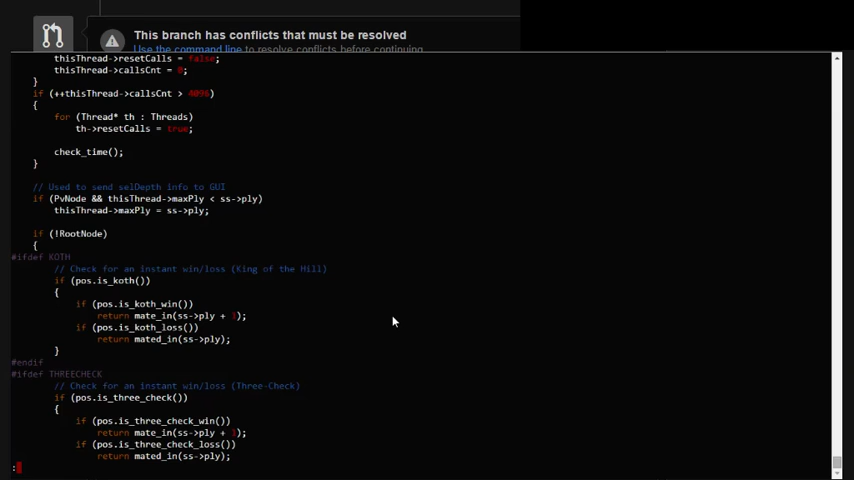 This branch has conflicts that must be resolved
Use the command line to resolve conflicts before continuing.
thisThread->resetCalls = false;
thisThread->callsCnt = 0;
}
if (++thisThread->callsCnt > 4096)
{
for (Thread* th : Threads)
th->resetCalls = true;
check_time();
}
// Used to send selDepth info to GUI
if (PvNode && thisThread->maxPly < ss->ply)
thisThread->maxPly = ss->ply;
if (!RootNode)
{
#ifdef KOTH
// Check for an instant win/loss (King of the Hill)
if (pos.is_koth())
{
if (pos.is_koth_win())
return mate_in(ss->ply + 1);
if (pos.is_koth_loss())
return mated_in(ss->ply);
}
#endif
#ifdef THREECHECK
// Check for an instant win/loss (Three-Check)
if (pos.is_three_check())
{
if (pos.is_three_check_win())
return mate_in(ss->ply + 1);
if (pos.is_three_check_loss())
return mated_in(ss->ply);
: